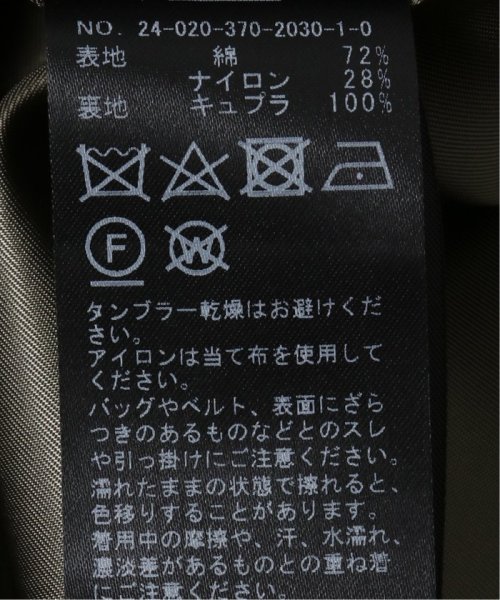 NO. 24-020-370-2030-1-0
表地 綿 72%
ナイロン 28%
裏地 キュプラ 100%
F W
タンブラー乾燥はお避けくだ
さい。
アイロンは当て布を使用して
ください。
バッグやベルト、表面にざら
つきのあるものなどとのスレ
や引っ掛けにご注意ください。
濡れたままの状態で擦れると、
色移りすることがあります。
着用中の摩擦や、汗、水濡れ、
濃淡差があるものとの重ね着
にご注意ください。